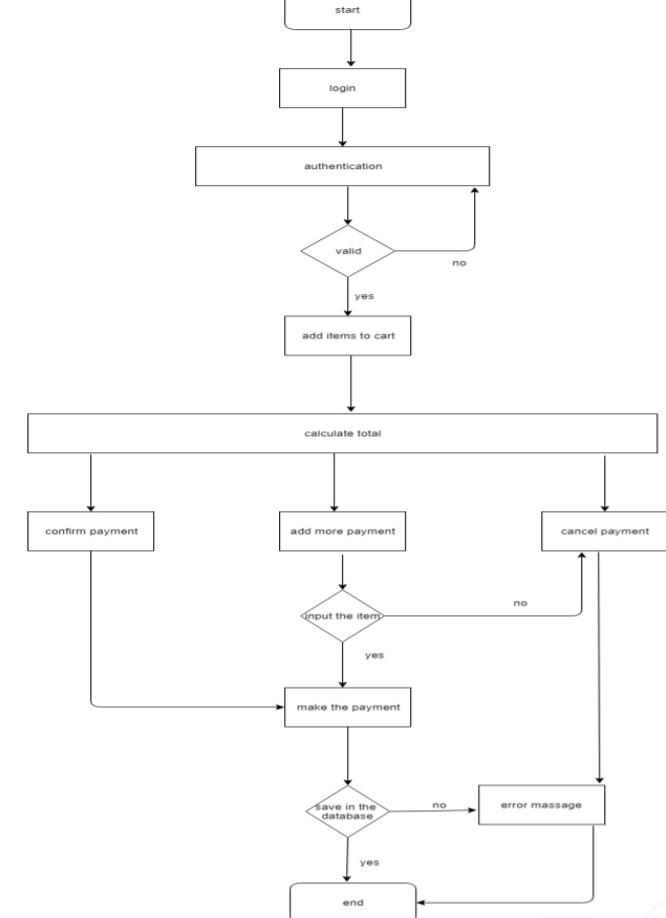 start
login
authentication
valid
no
yes
add items to cart
calculate total
confirm payment
add more payment
cancel payment
no
input the item
yes
make the payment
save in the
database
no
error massage
yes
end